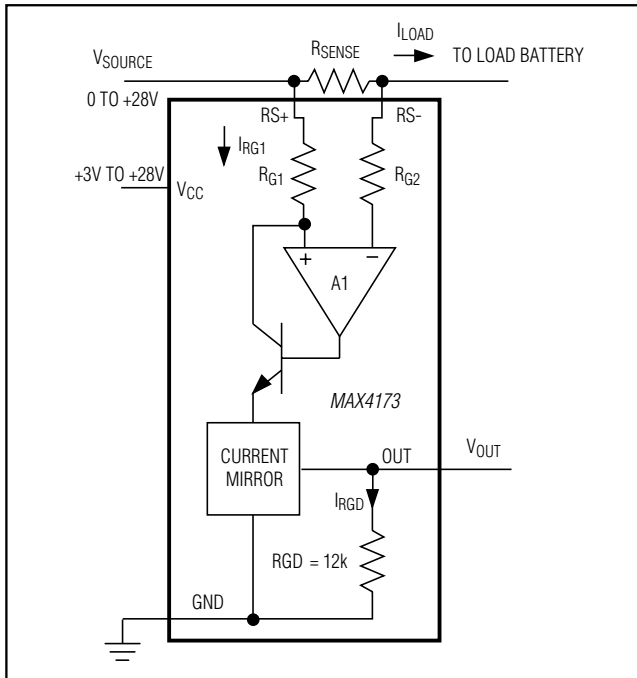 I_LOAD
V_SOURCE
R_SENSE
TO LOAD BATTERY
0 TO +28V
RS+
RS-
I_RG1
R_G1
R_G2
+3V TO +28V
V_CC
+
−
A1
MAX4173
CURRENT
MIRROR
OUT
V_OUT
I_RGD
RGD = 12k
GND